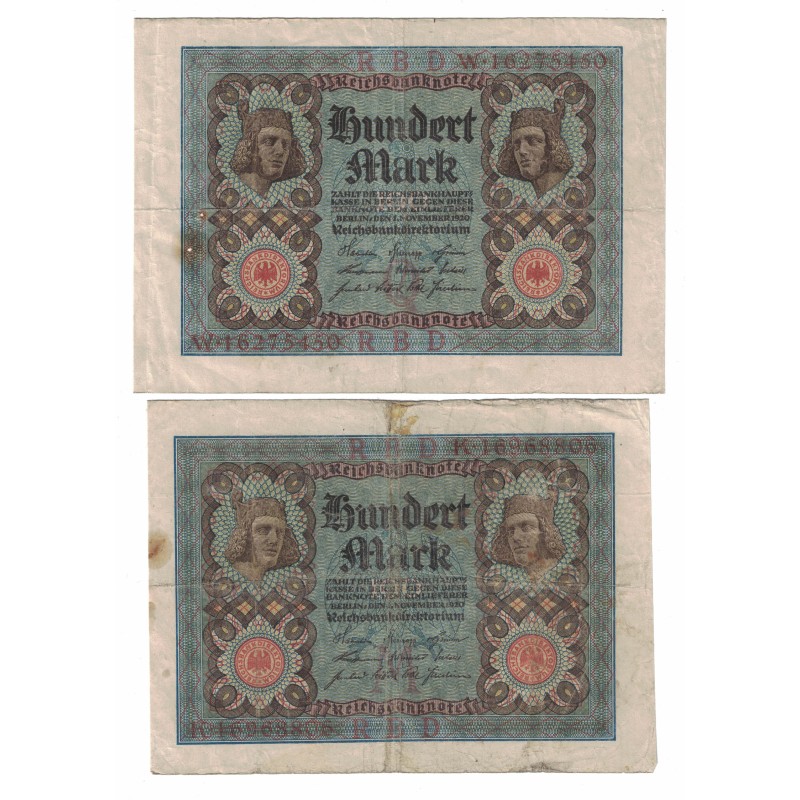 R B D W·16275450
Reichsbanknote
Hundert
Mark
ZAHLT DIE REICHSBANKHAUPT-
KASSE IN BERLIN GEGEN DIESE
BANKNOTE DEM EINLIEFERER
BERLIN, DEN 1. NOVEMBER 1920
Reichsbankdirektorium
Reichsbanknote
W·16275450 R B D
R B D K·16968806
Reichsbanknote
Hundert
Mark
ZAHLT DIE REICHSBANKHAUPT-
KASSE IN BERLIN GEGEN DIESE
BANKNOTE DEM EINLIEFERER
BERLIN, DEN 1. NOVEMBER 1920
Reichsbankdirektorium
Reichsbanknote
K·16968806 R B D